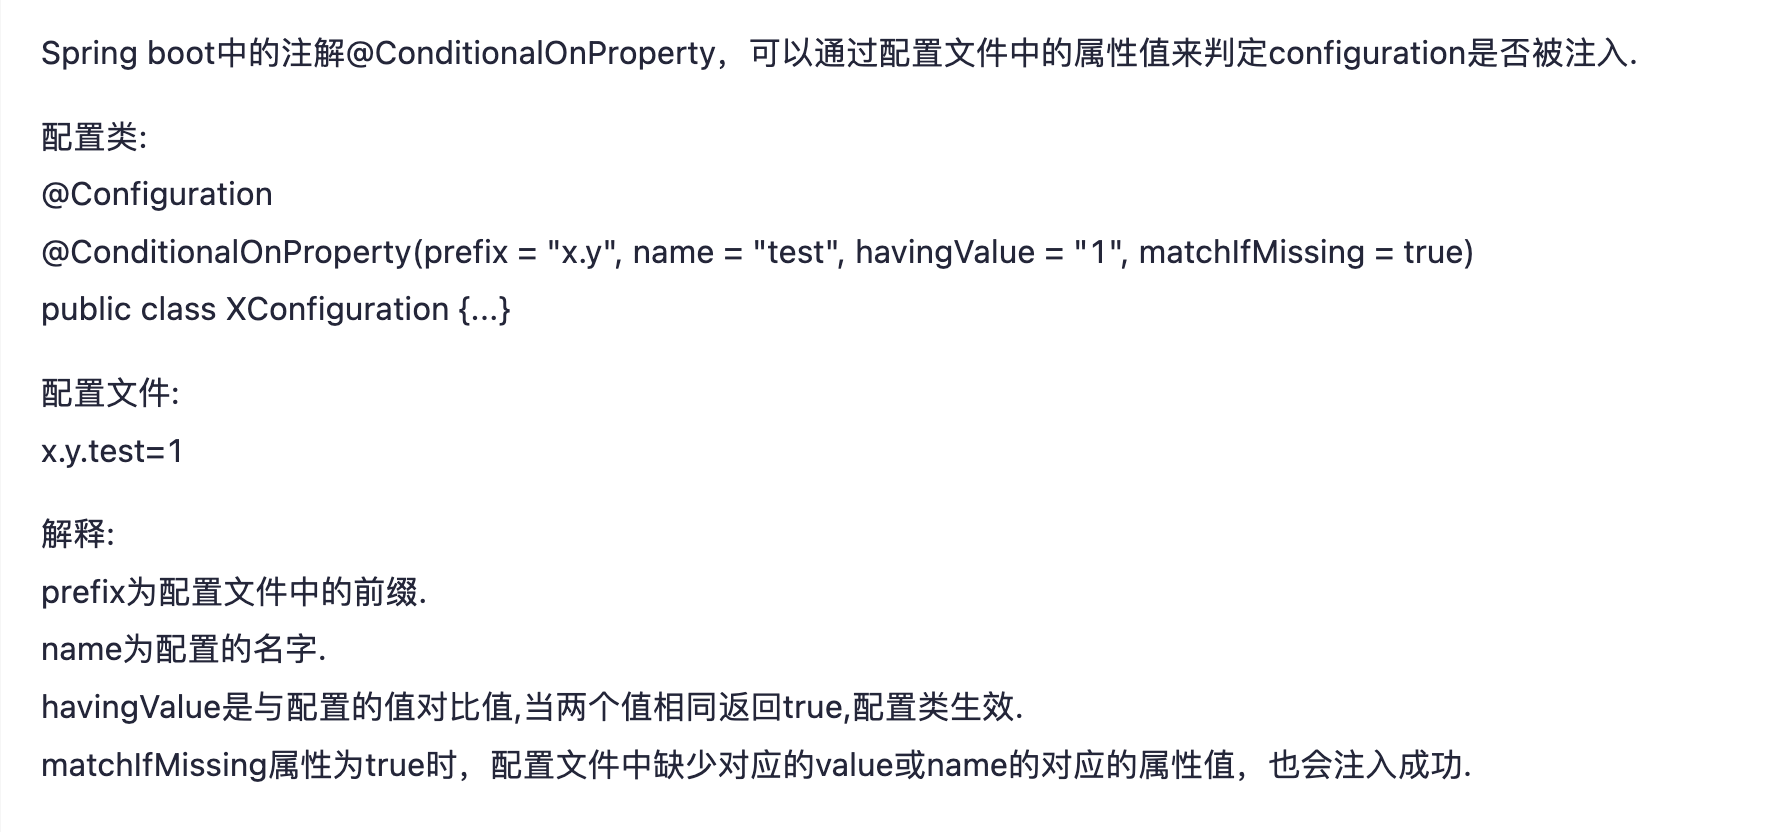 Spring boot中的注解@ConditionalOnProperty，可以通过配置文件中的属性值来判定configuration是否被注入.
配置类:
@Configuration
@ConditionalOnProperty(prefix = "x.y", name = "test", havingValue = "1", matchIfMissing = true)
public class XConfiguration {...}
配置文件:
x.y.test=1
解释:
prefix为配置文件中的前缀.
name为配置的名字.
havingValue是与配置的值对比值,当两个值相同返回true,配置类生效.
matchIfMissing属性为true时，配置文件中缺少对应的value或name的对应的属性值，也会注入成功.